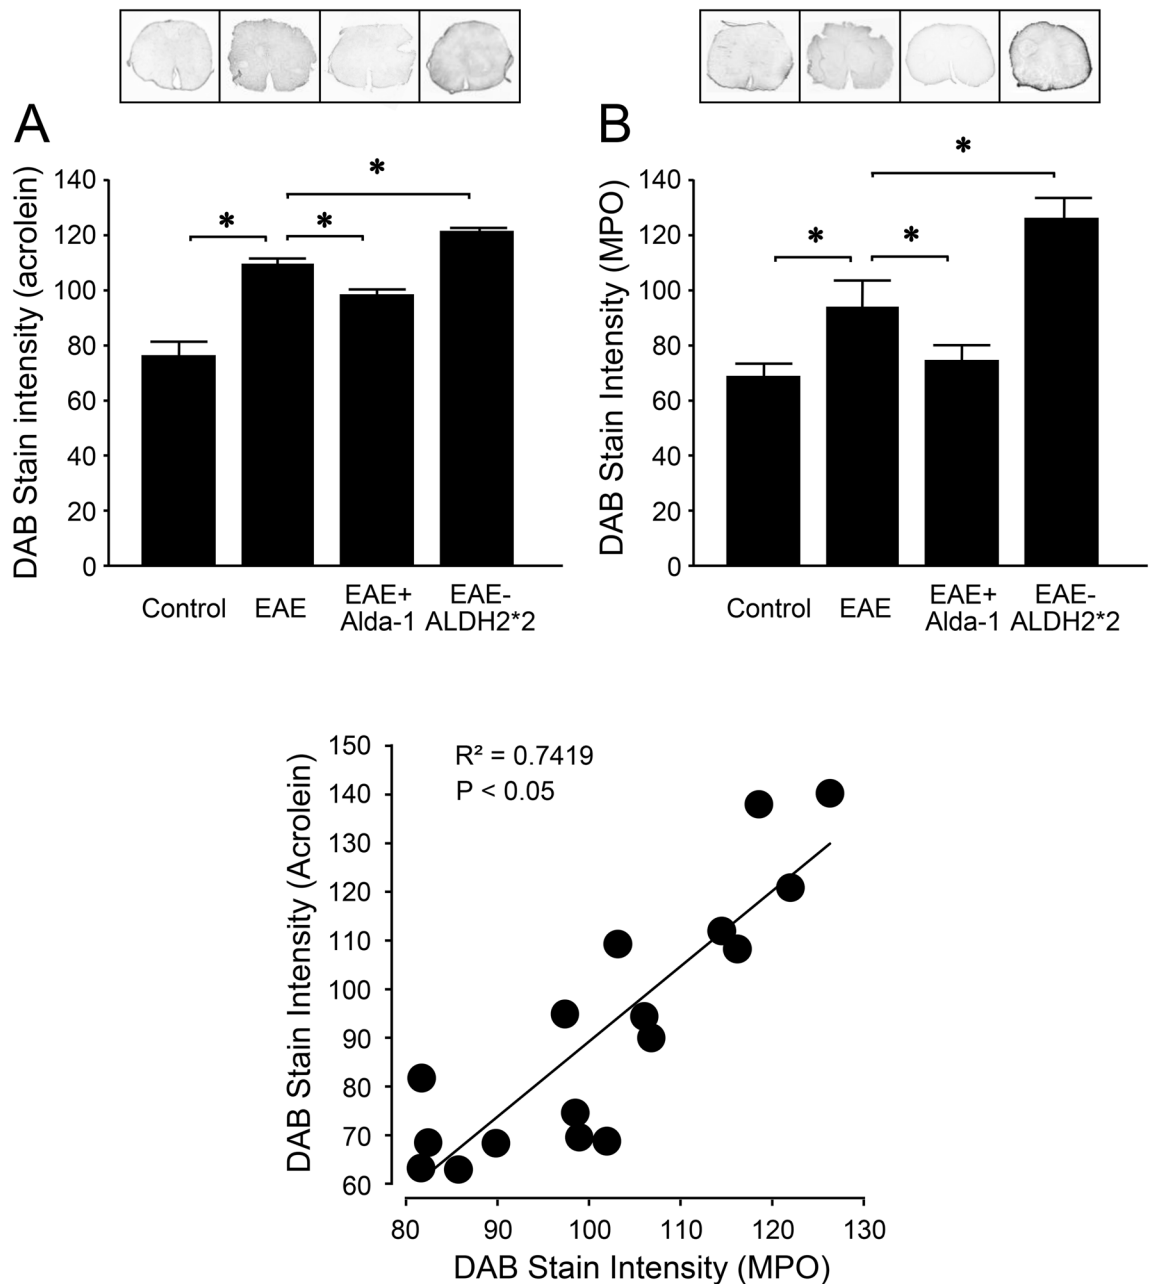 A
B
DAB Stain intensity (acrolein)
140
120
100
80
60
40
20
0
* * *
Control EAE EAE+ Alda-1 EAE- ALDH2*2
DAB Stain Intensity (MPO)
140
120
100
80
60
40
20
0
* * *
Control EAE EAE+ Alda-1 EAE- ALDH2*2
DAB Stain Intensity (Acrolein)
150
140
130
120
110
100
90
80
70
60
R² = 0.7419
P < 0.05
80 90 100 110 120 130
DAB Stain Intensity (MPO)